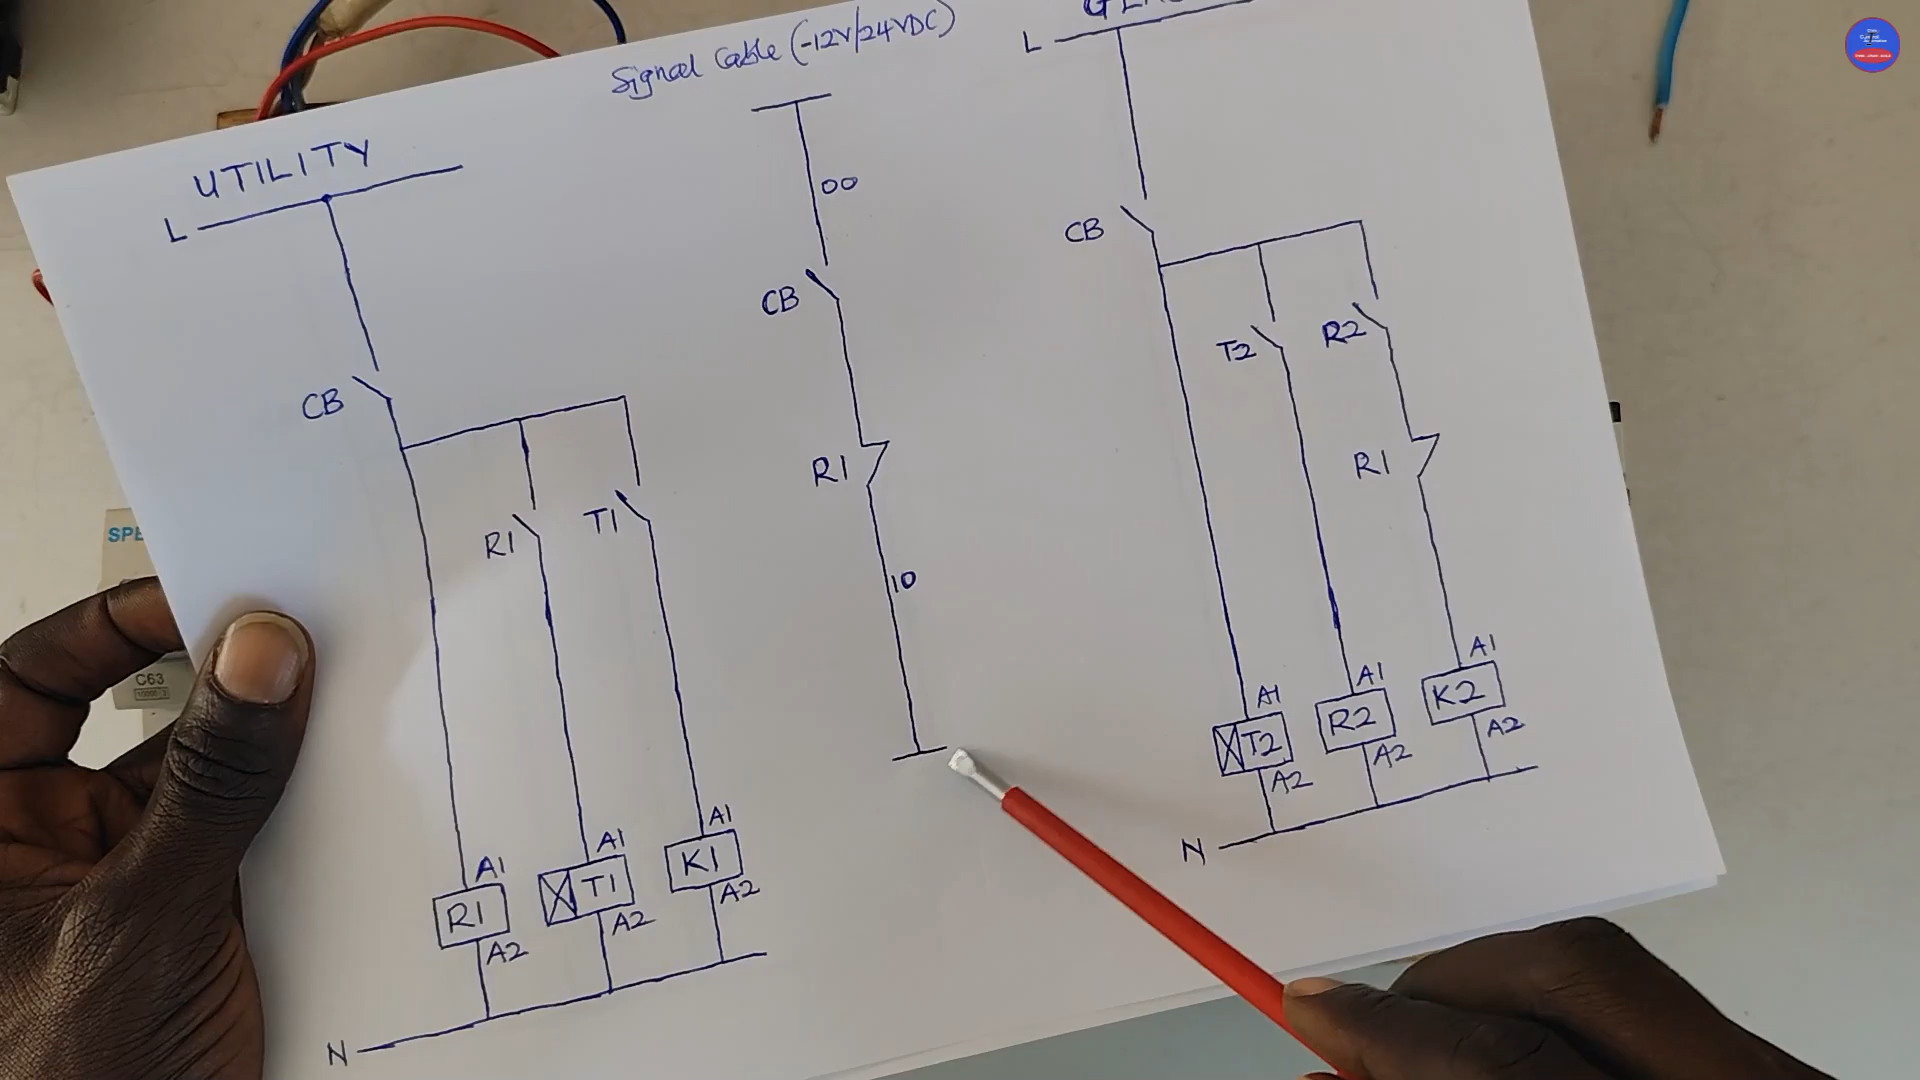 Signal Cable (-12V/24VDC)
UTILITY
L
CB
R1
T1
A1
R1
A2
A1
T1
A2
A1
K1
A2
N
00
CB
R1
10
L
CB
T2
R2
R1
A1
T2
A2
A1
R2
A2
A1
K2
A2
N
C63